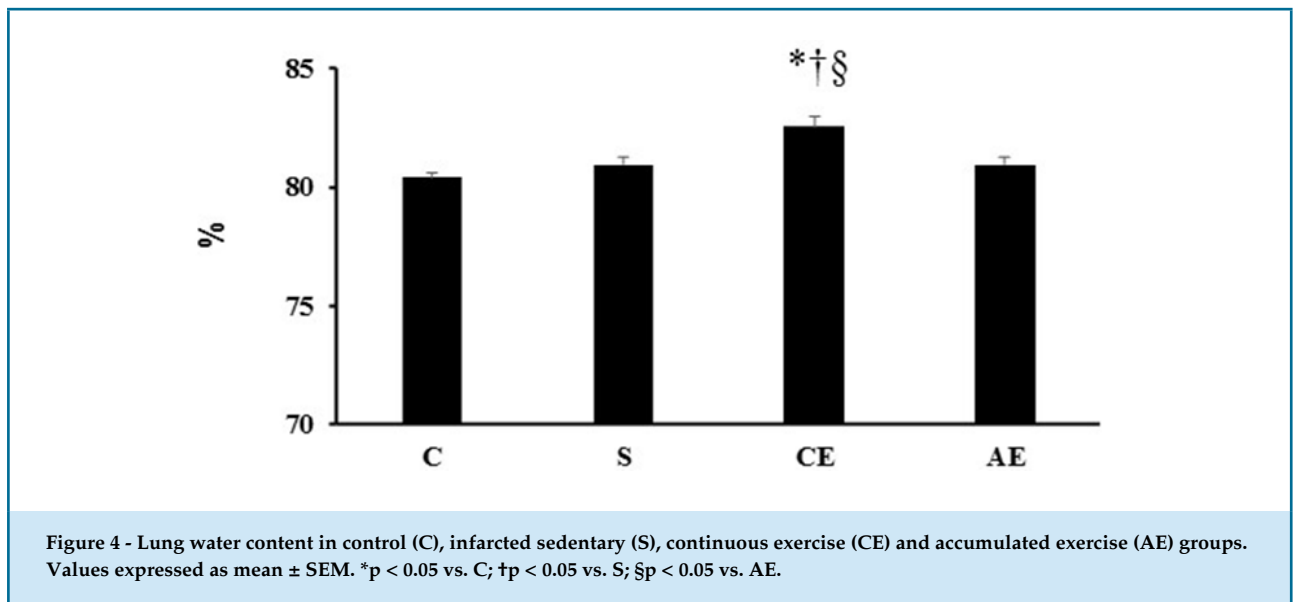 *†§
85
80
75
70
%
C S CE AE
Figure 4 - Lung water content in control (C), infarcted sedentary (S), continuous exercise (CE) and accumulated exercise (AE) groups.
Values expressed as mean ± SEM. *p < 0.05 vs. C; †p < 0.05 vs. S; §p < 0.05 vs. AE.